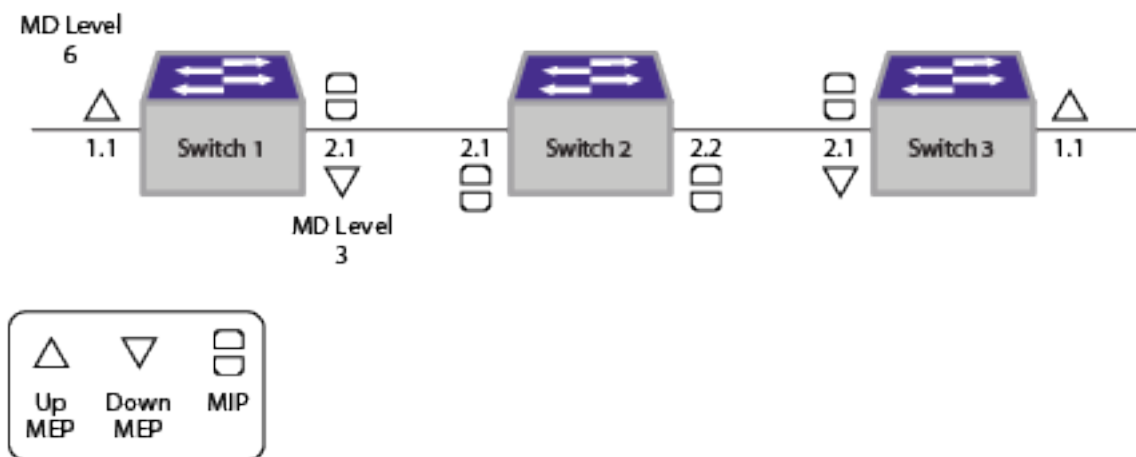 MD Level
6
1.1
Switch 1
2.1
2.1
Switch 2
2.2
2.1
Switch 3
1.1
MD Level
3
Up
MEP
Down
MEP
MIP